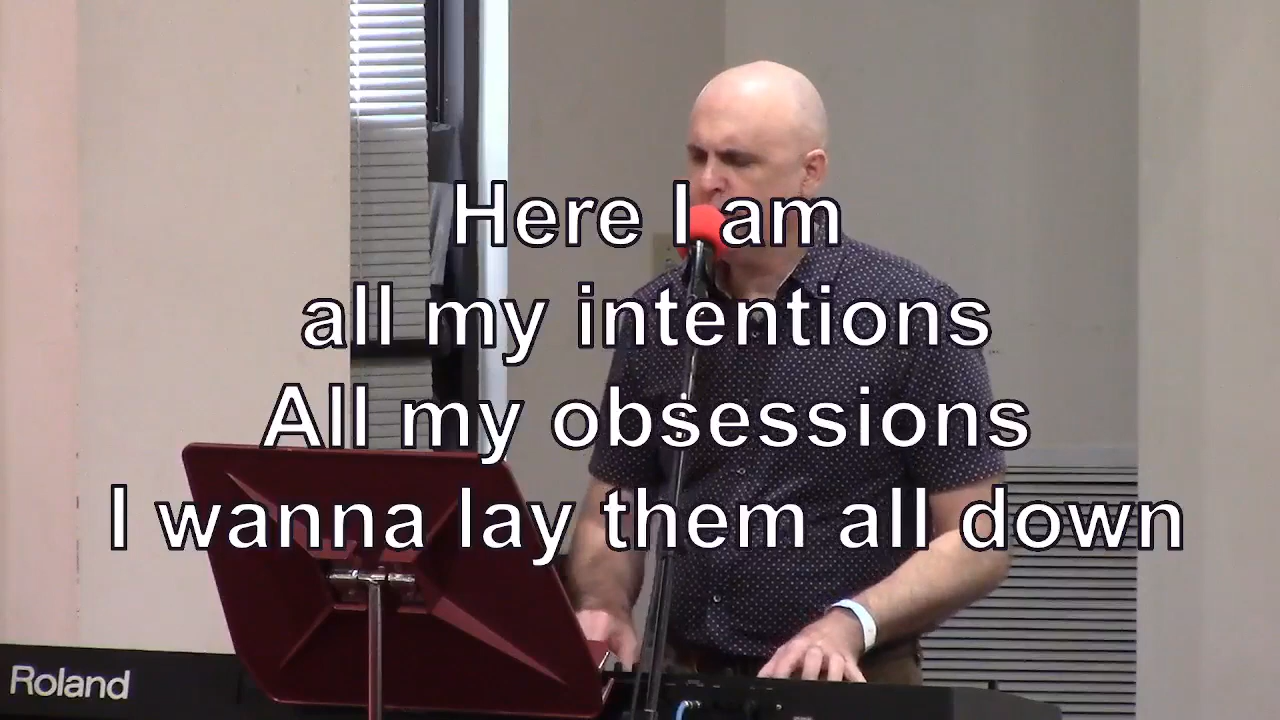 Here I am
all my intentions
All my obsessions
I wanna lay them all down
Roland